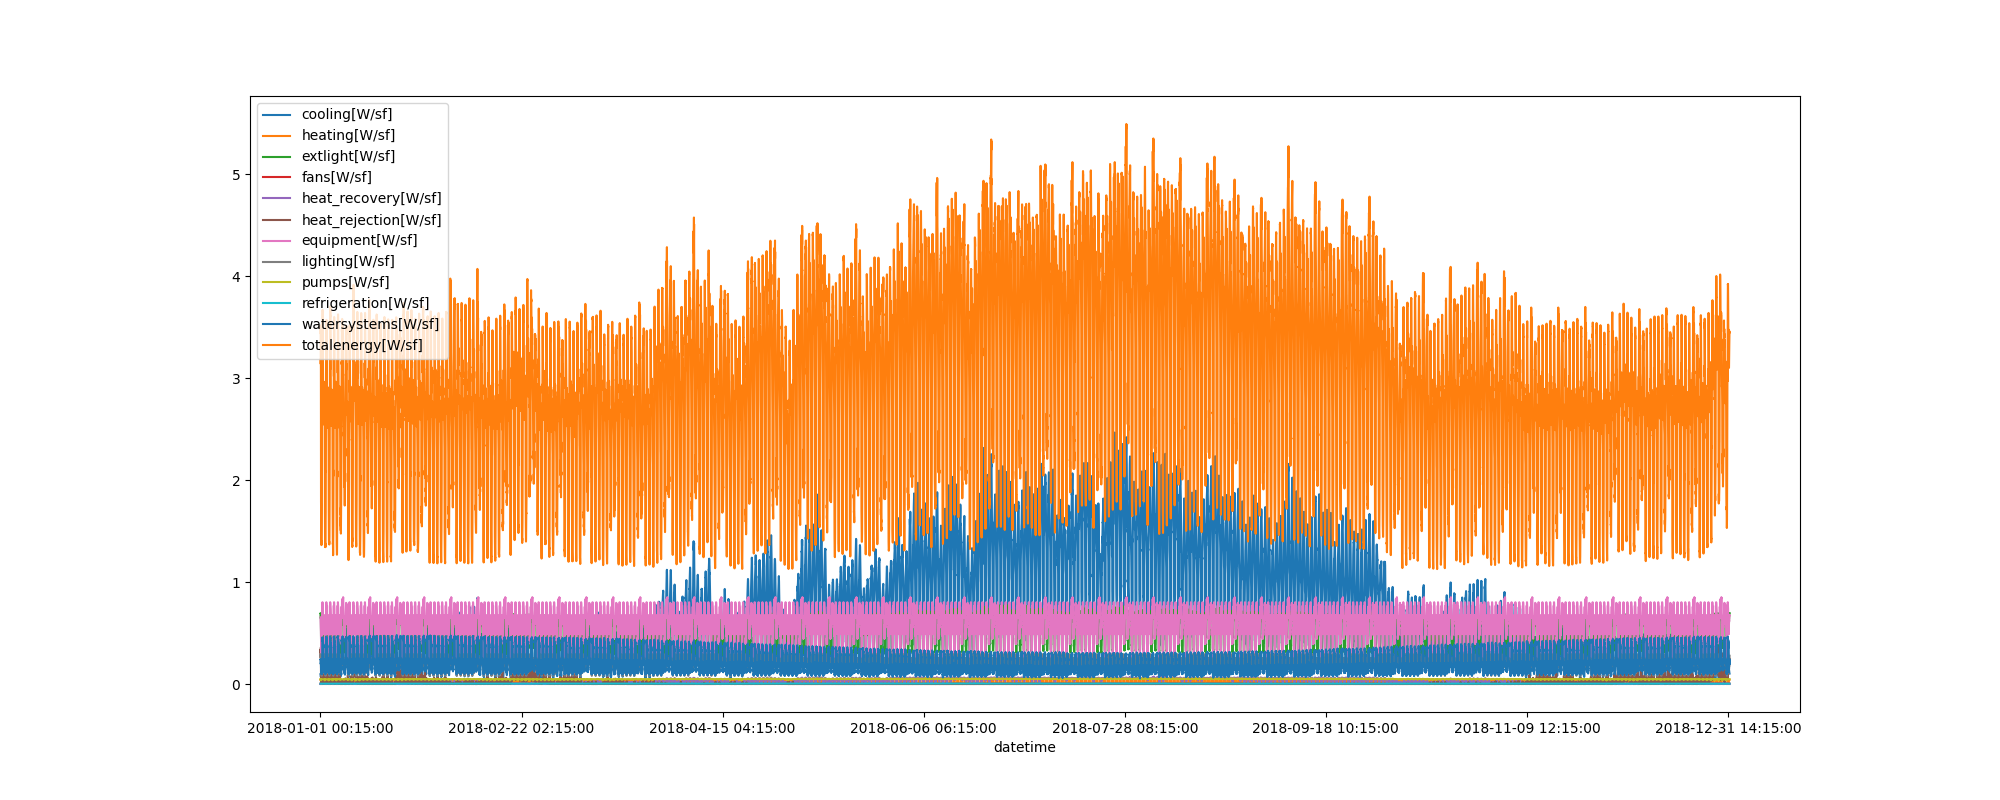 cooling[W/sf]
heating[W/sf]
extlight[W/sf]
fans[W/sf]
heat_recovery[W/sf]
heat_rejection[W/sf]
equipment[W/sf]
lighting[W/sf]
pumps[W/sf]
refrigeration[W/sf]
watersystems[W/sf]
totalenergy[W/sf]
5
4
3
2
1
0
2018-01-01 00:15:00 2018-02-22 02:15:00 2018-04-15 04:15:00 2018-06-06 06:15:00 2018-07-28 08:15:00 2018-09-18 10:15:00 2018-11-09 12:15:00 2018-12-31 14:15:00
datetime